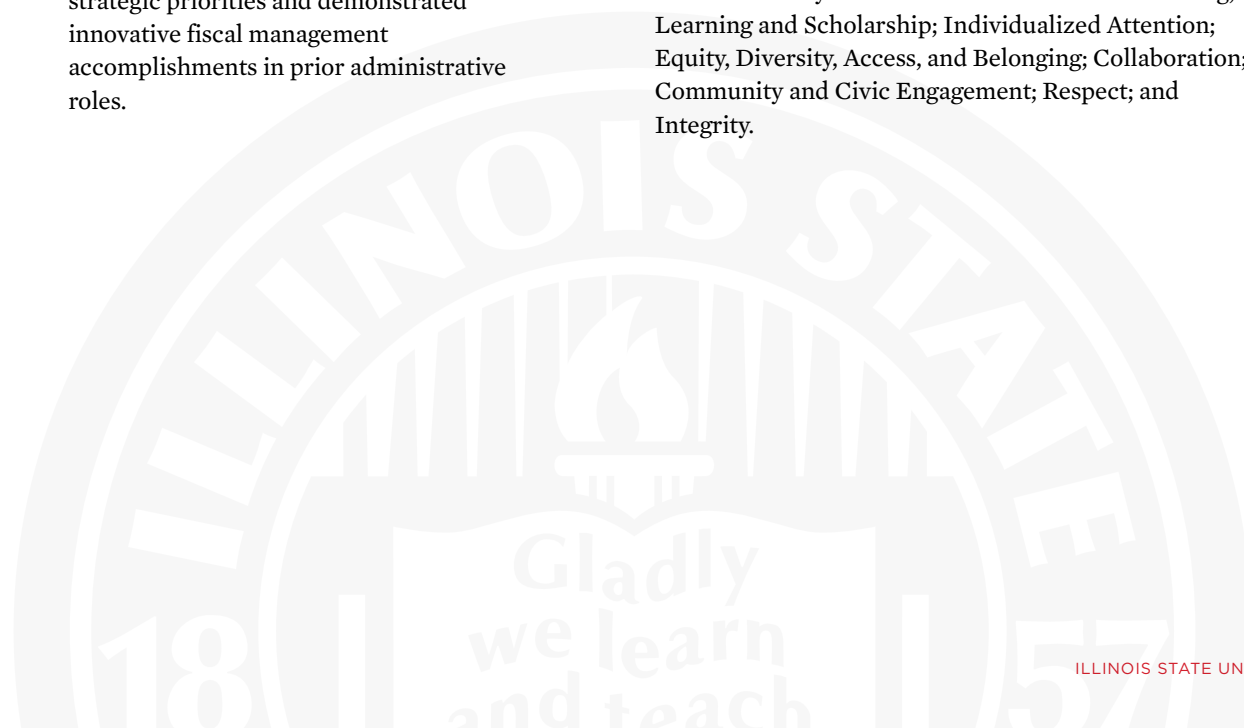 strategic priorities and demonstrated
innovative fiscal management
accomplishments in prior administrative
roles.
Learning and Scholarship; Individualized Attention;
Equity, Diversity, Access, and Belonging; Collaboration;
Community and Civic Engagement; Respect; and
Integrity.
ILLINOIS STATE
Gladly
we learn
and teach
18 57
ILLINOIS STATE UN